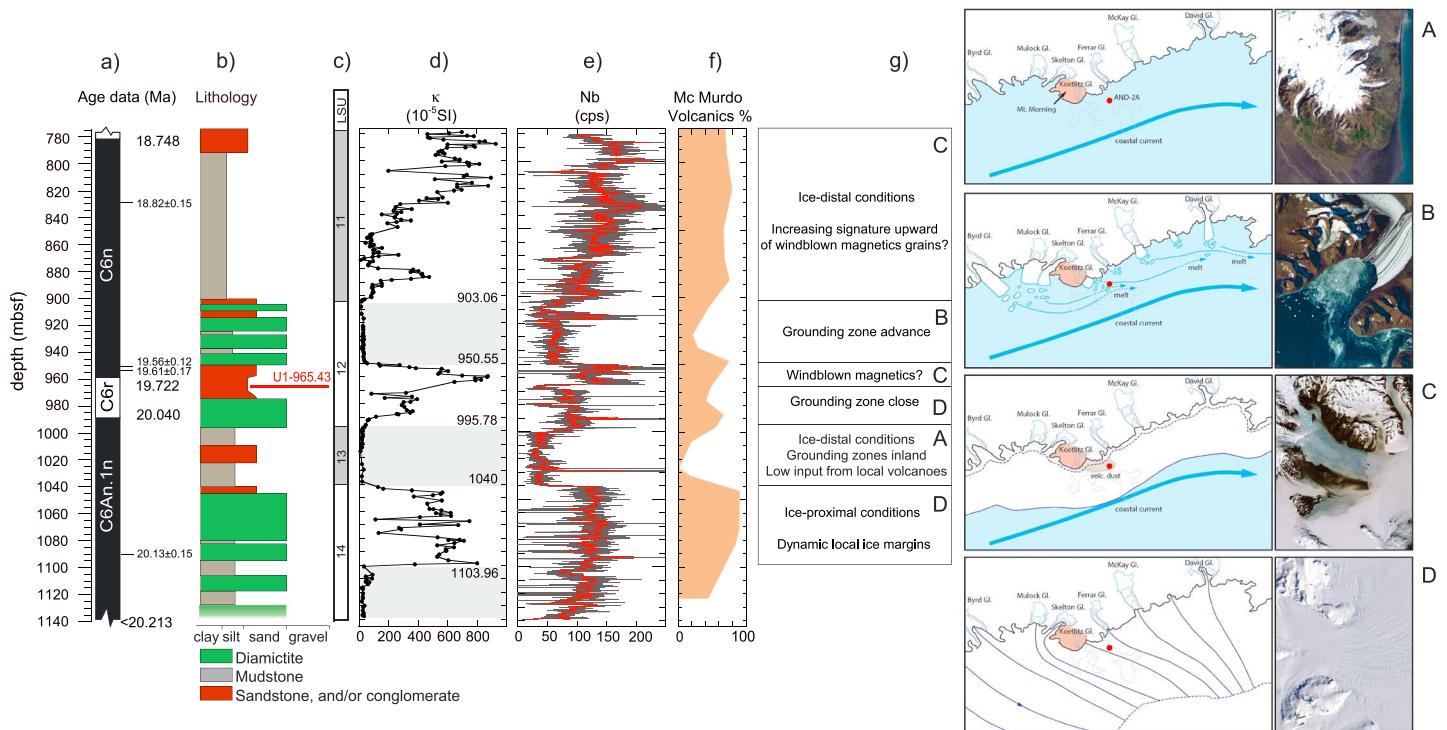 a)
b)
c)
d)
e)
f)
g)
Age data (Ma)
Lithology
LSU
κ
(10⁻⁵SI)
Nb
(cps)
Mc Murdo
Volcanics %
depth (mbsf)
780
800
820
840
860
880
900
920
940
960
980
1000
1020
1040
1060
1080
1100
1120
1140
C6n
C6r
C6An.1n
18.748
18.82±0.15
19.56±0.12
19.61±0.17
19.722
20.040
20.13±0.15
<20.213
U1-965.43
clay silt sand gravel
Diamictite
Mudstone
Sandstone, and/or conglomerate
11
12
13
14
903.06
950.55
995.78
1040
1103.96
0 200 400 600 800
0 50 100 150 200
0 100
C
Ice-distal conditions
Increasing signature upward
of windblown magnetics grains?
B
Grounding zone advance
Windblown magnetics? C
Grounding zone close
D
A
Ice-distal conditions
Grounding zones inland
Low input from local volcanoes
D
Ice-proximal conditions
Dynamic local ice margins
A
Byrd Gl.
Mulock Gl.
Skelton Gl.
Ferrar Gl.
McKay Gl.
David Gl.
Koetlitz Gl.
Mt. Morning
AND-2A
coastal current
B
Byrd Gl.
Mulock Gl.
Skelton Gl.
Ferrar Gl.
McKay Gl.
David Gl.
Koetlitz Gl.
melt
melt
coastal current
C
Byrd Gl.
Mulock Gl.
Skelton Gl.
Ferrar Gl.
McKay Gl.
David Gl.
Koetlitz Gl.
volc. dust
coastal current
D
Byrd Gl.
Mulock Gl.
Skelton Gl.
Ferrar Gl.
McKay Gl.
David Gl.
Koetlitz Gl.